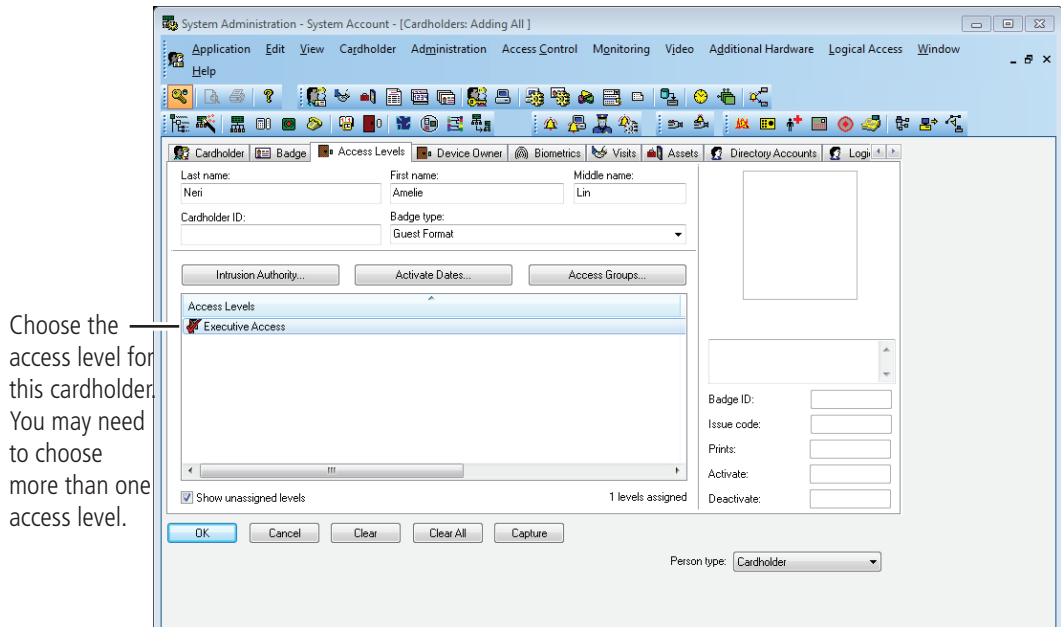 System Administration - System Account - [Cardholders: Adding All ]
Application Edit View Cardholder Administration Access Control Monitoring Video Additional Hardware Logical Access Window
Help
Cardholder Badge Access Levels Device Owner Biometrics Visits Assets Directory Accounts Logi
Last name: First name: Middle name:
Neri Amelie Lin
Cardholder ID: Badge type:
Guest Format
Intrusion Authority... Activate Dates... Access Groups...
Access Levels
Executive Access
Choose the
access level for
this cardholder.
You may need
to choose
more than one
access level.
Badge ID:
Issue code:
Prints:
Activate:
Deactivate:
Show unassigned levels 1 levels assigned
OK Cancel Clear Clear All Capture
Person type: Cardholder